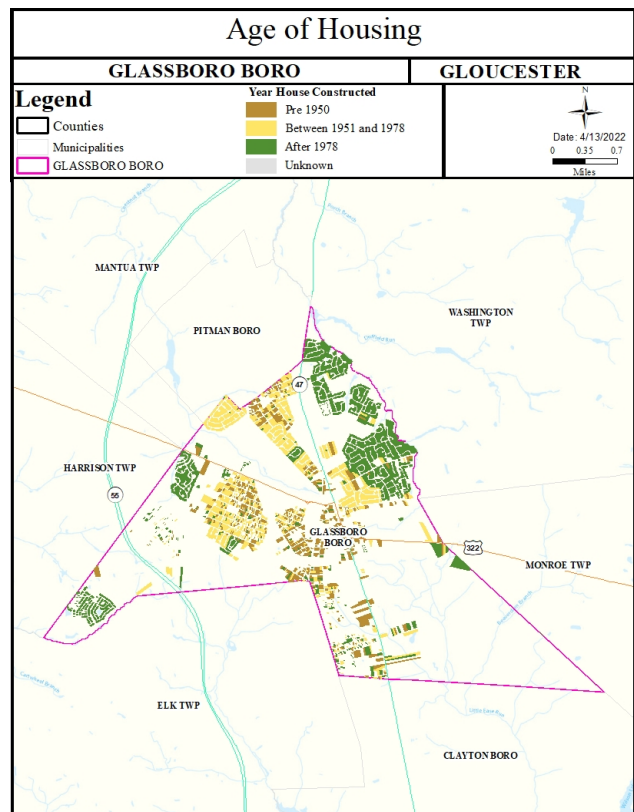 Age of Housing
GLASSBORO BORO
GLOUCESTER
Legend
Counties
Municipalities
GLASSBORO BORO
Year House Constructed
Pre 1950
Between 1951 and 1978
After 1978
Unknown
N
Date: 4/13/2022
0 0.35 0.7
Miles
MANTUA TWP
PITMAN BORO
WASHINGTON
TWP
47
HARRISON TWP
55
GLASSBORO
BORO
322
MONROE TWP
ELK TWP
CLAYTON BORO